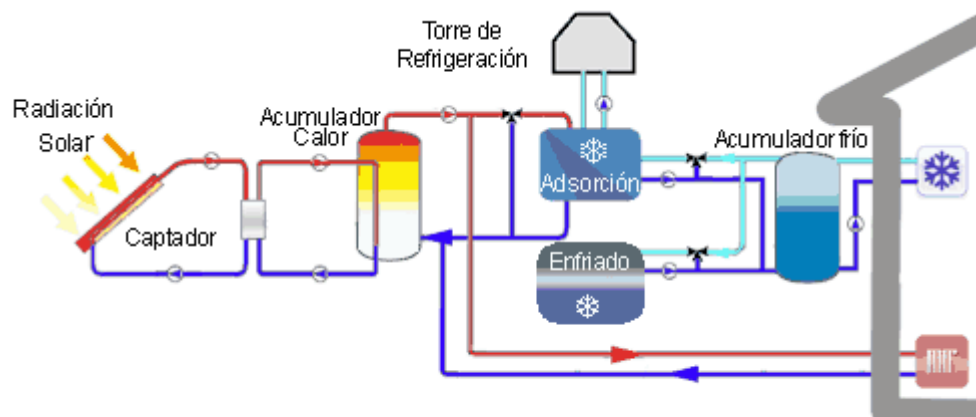 Torre de
Refrigeración
Radiación
Solar
Acumulador
Calor
Acumulador frío
Adsorción
Captador
Enfriado